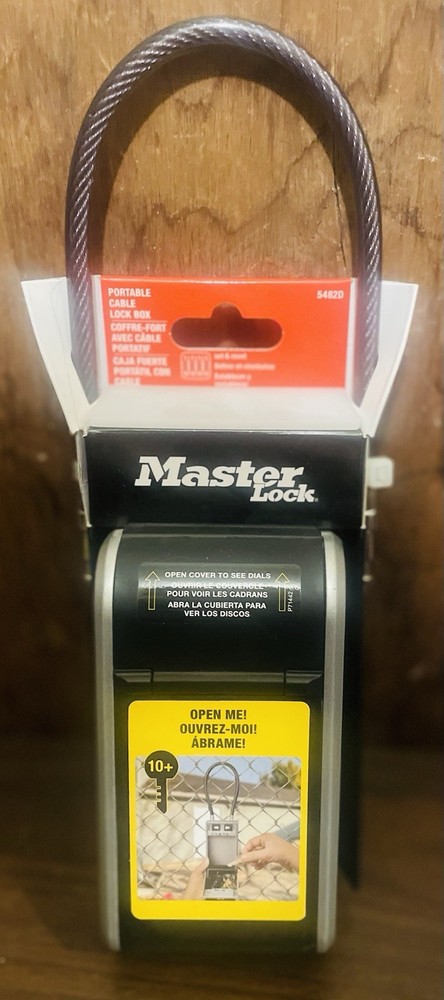 PORTABLE
CABLE
LOCK BOX
COFFRE-FORT
AVEC CÂBLE
PORTATIF
CAJA FUERTE
PORTÁTIL CON
CABLE
5482D
Master
Lock
OPEN COVER TO SEE DIALS
OUVRIR LE COUVERCLE
POUR VOIR LES CADRANS
ABRA LA CUBIERTA PARA
VER LOS DISCOS
OPEN ME!
OUVREZ-MOI!
ÁBRAME!
10+